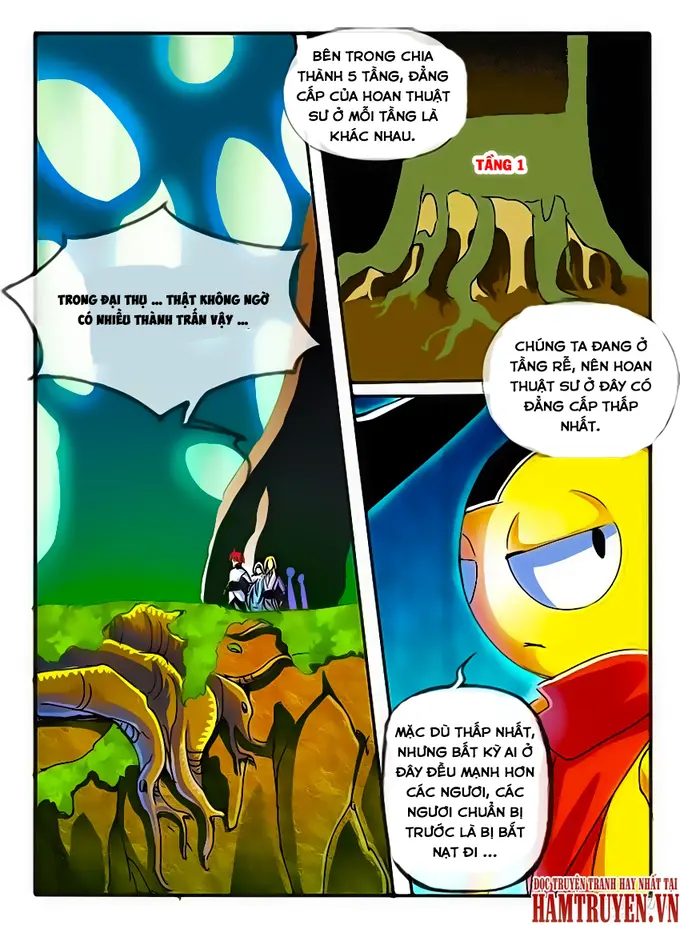 TRONG ĐẠI THỤ ... THẬT KHÔNG NGỜ
CÓ NHIỀU THÀNH TRẤN VẬY ...
BÊN TRONG CHIA
THÀNH 5 TẦNG, ĐẲNG
CẤP CỦA HOAN THUẬT
SƯ Ở MỖI TẦNG LÀ
KHÁC NHAU.
TẦNG 1
CHÚNG TA ĐANG Ở
TẦNG RỄ, NÊN HOAN
THUẬT SƯ Ở ĐÂY CÓ
ĐẲNG CẤP THẤP
NHẤT.
MẶC DÙ THẤP NHẤT,
NHƯNG BẤT KỲ AI Ở
ĐÂY ĐỀU MẠNH HƠN
CÁC NGƯƠI, CÁC
NGƯƠI CHUẨN BỊ
TRƯỚC LÀ BỊ BẮT
NẠT ĐI ...
ĐỌC TRUYỆN TRANH HAY NHẤT TẠI
HAMTRUYEN.VN